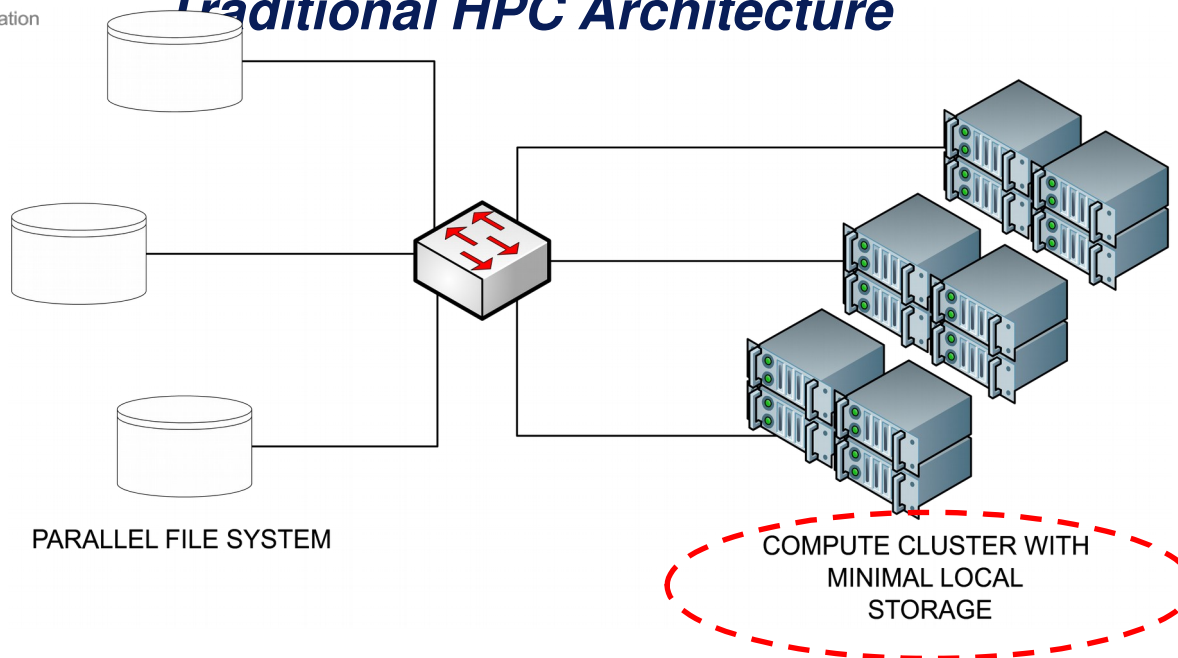 Traditional HPC Architecture
PARALLEL FILE SYSTEM
COMPUTE CLUSTER WITH
MINIMAL LOCAL
STORAGE